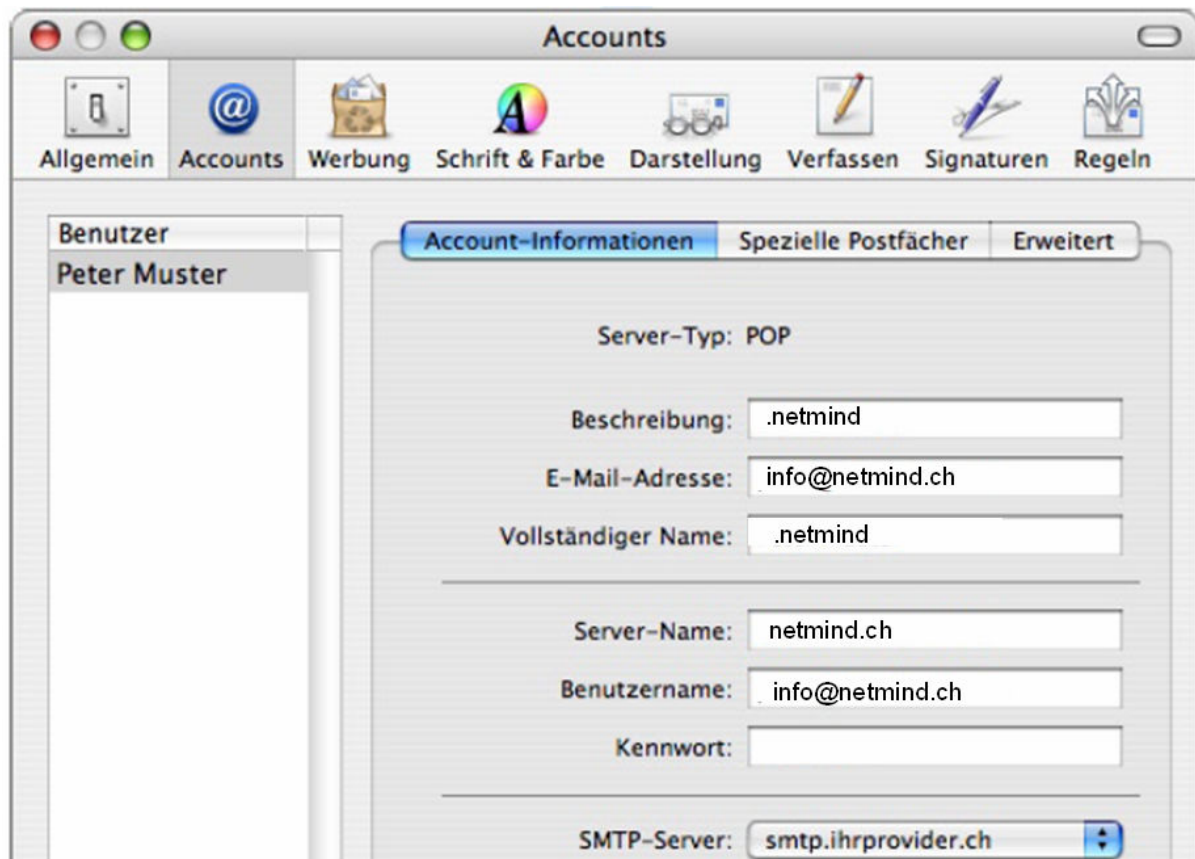 Accounts
Allgemein Accounts Werbung Schrift & Farbe Darstellung Verfassen Signaturen Regeln
Benutzer
Peter Muster
Account-Informationen Spezielle Postfächer Erweitert
Server-Typ: POP
Beschreibung: .netmind
E-Mail-Adresse: info@netmind.ch
Vollständiger Name: .netmind
Server-Name: netmind.ch
Benutzername: info@netmind.ch
Kennwort:
SMTP-Server: smtp.ihrprovider.ch